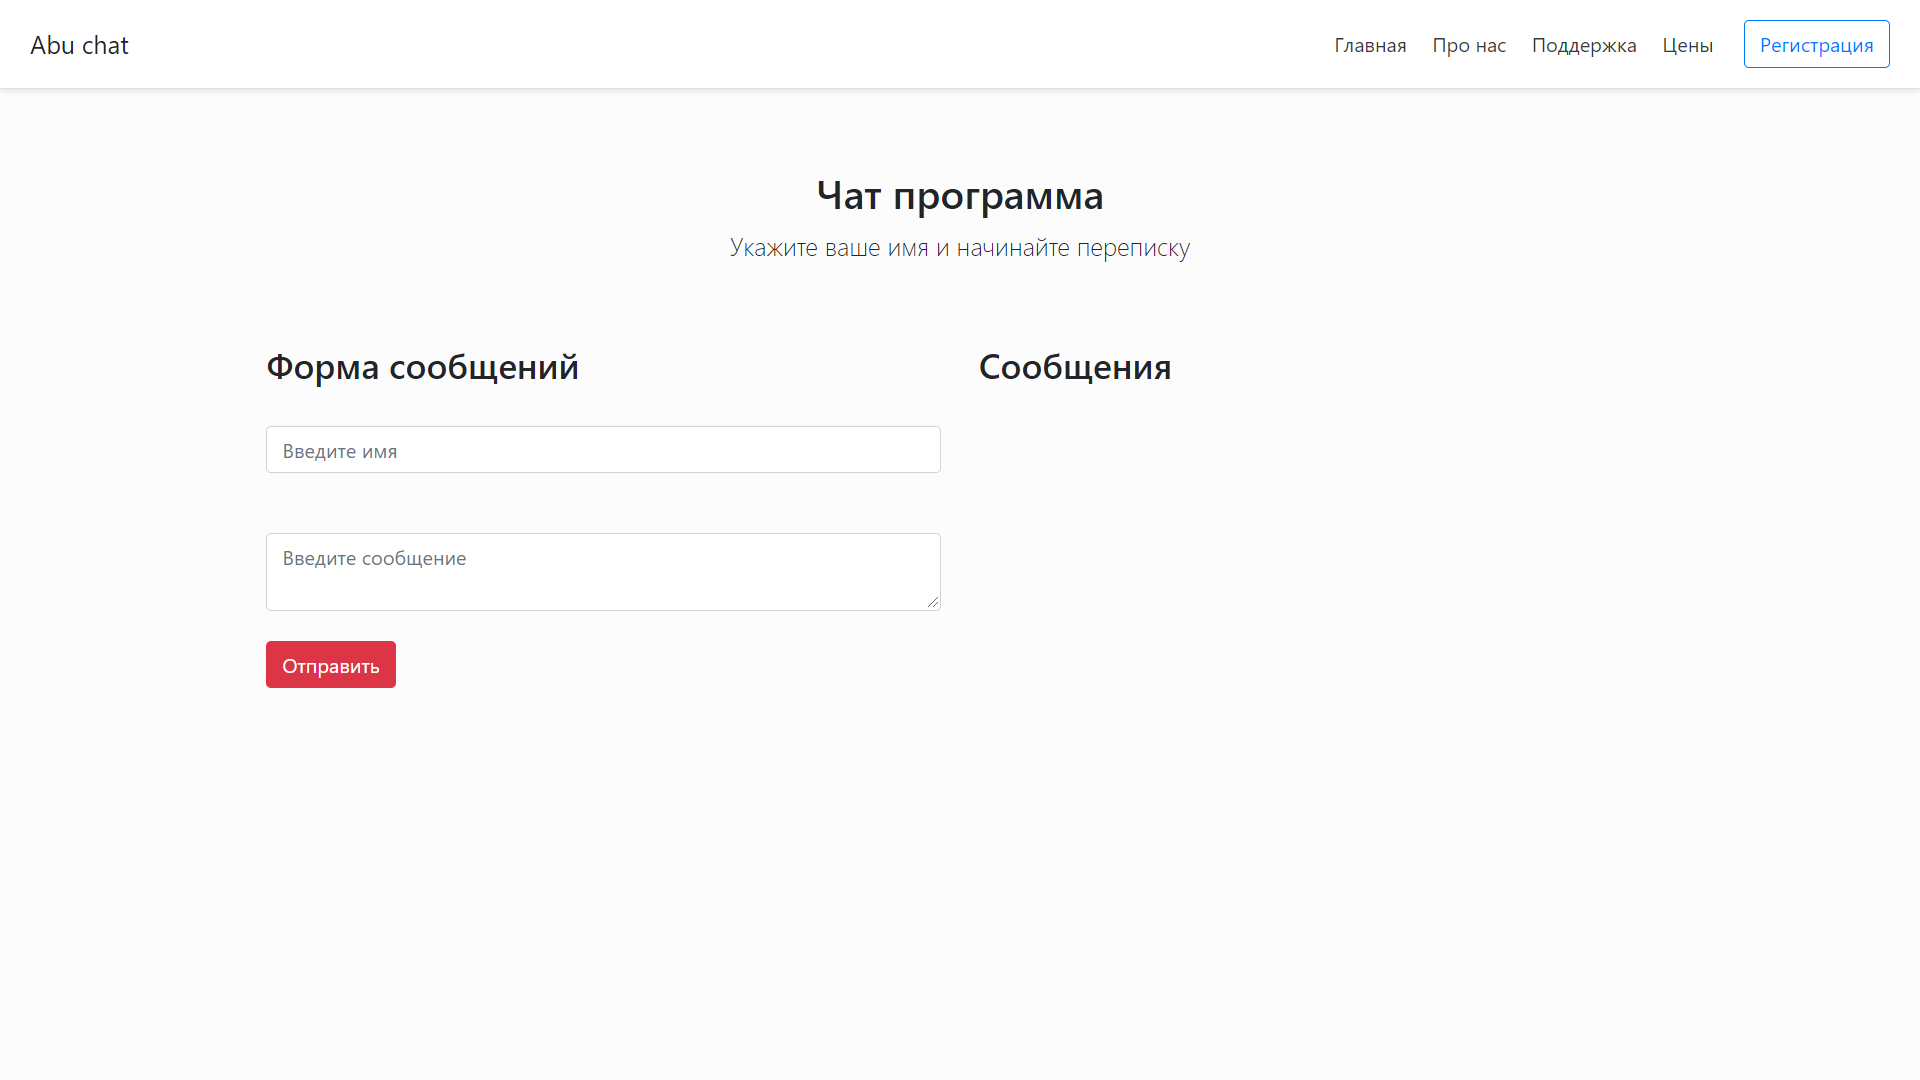 Abu chat
Главная Про нас Поддержка Цены Регистрация
Чат программа
Укажите ваше имя и начинайте переписку
Форма сообщений
Введите имя
Введите сообщение
Отправить
Сообщения